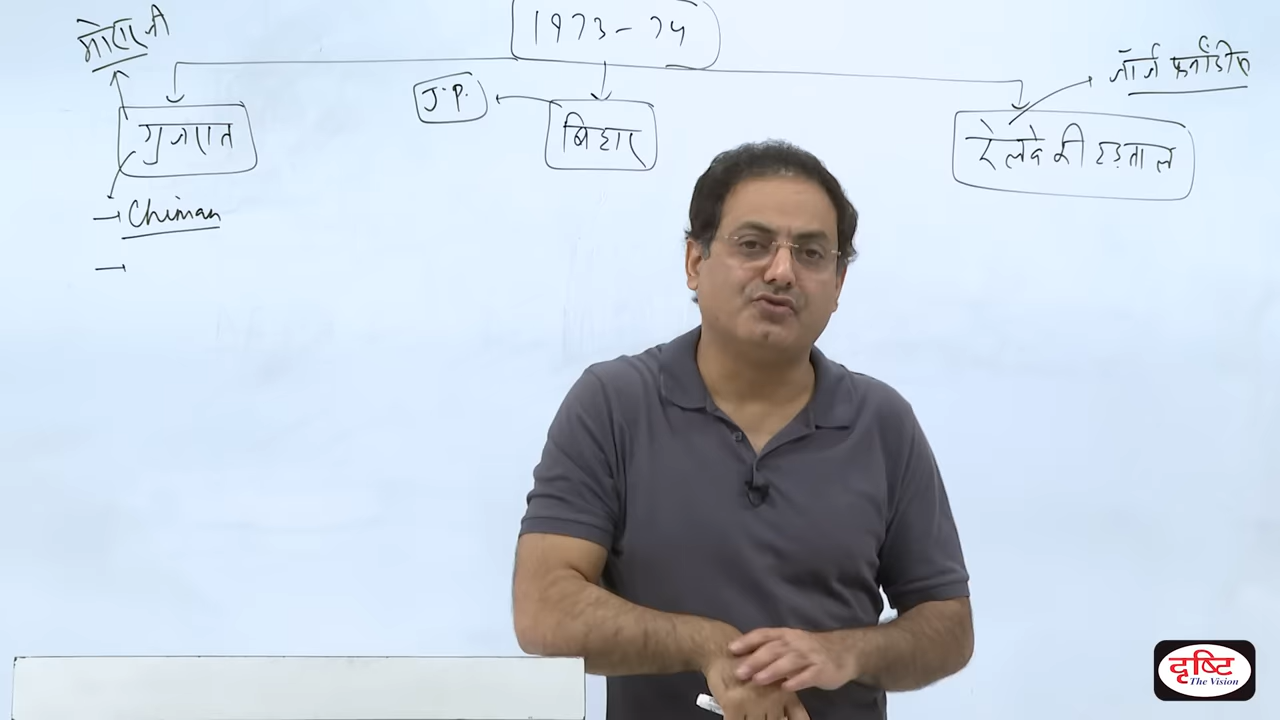 1973-74
मोरारजी
J.P.
जॉर्ज फर्नांडीस
गुजरात
बिहार
रेलवे की हड़ताल
Chiman
दृष्टि
The Vision